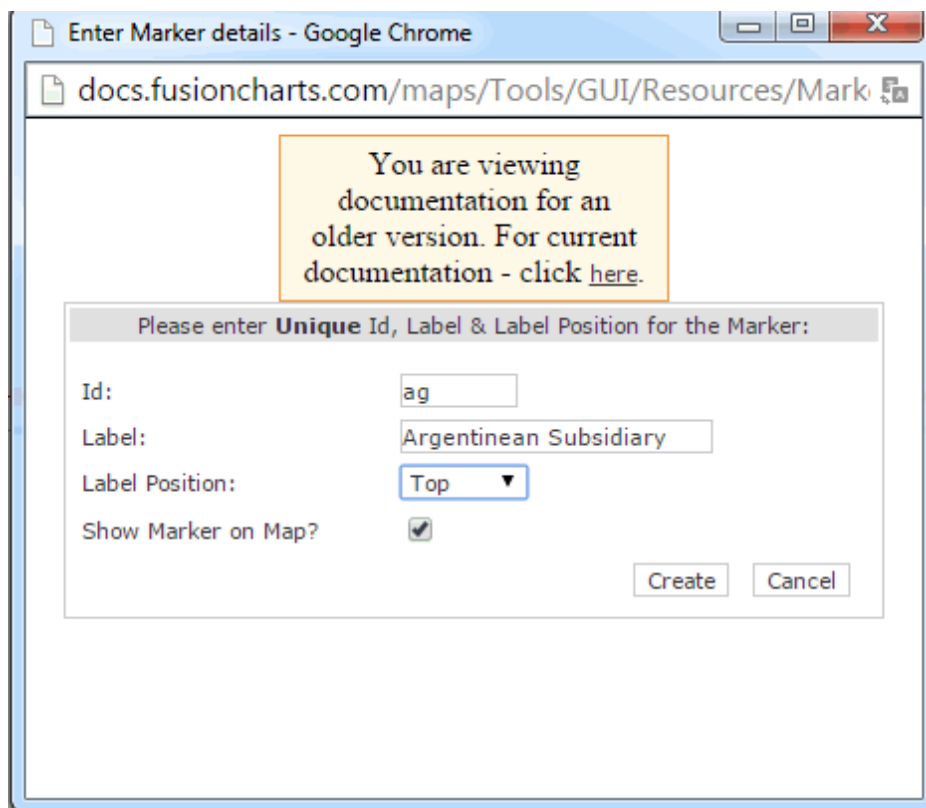 Enter Marker details - Google Chrome
docs.fusioncharts.com/maps/Tools/GUI/Resources/Mark
You are viewing
documentation for an
older version. For current
documentation - click here.
Please enter Unique Id, Label & Label Position for the Marker:
Id: ag
Label: Argentinean Subsidiary
Label Position: Top
Show Marker on Map?
Create Cancel